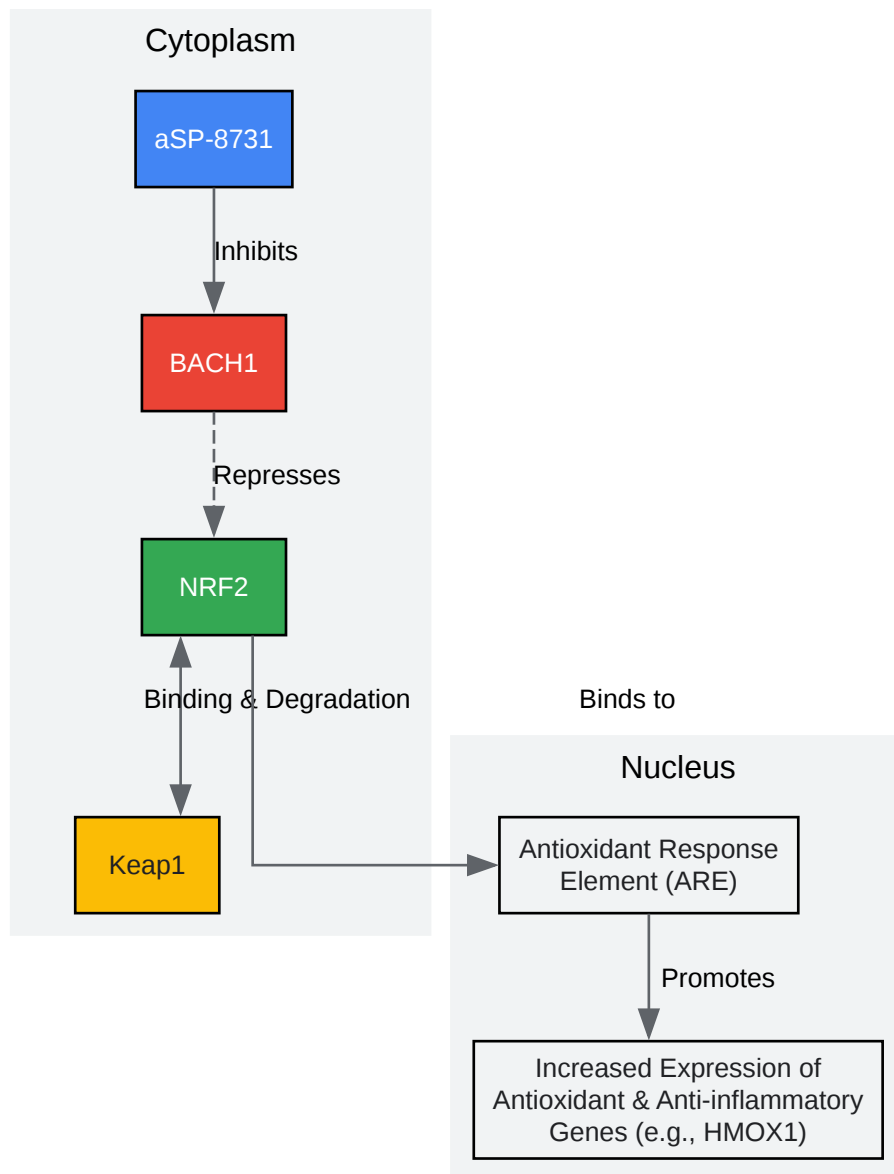 Cytoplasm
aSP-8731
Inhibits
BACH1
Represses
NRF2
Binding & Degradation
Binds to
Nucleus
Keap1
Antioxidant Response
Element (ARE)
Promotes
Increased Expression of
Antioxidant & Anti-inflammatory
Genes (e.g., HMOX1)